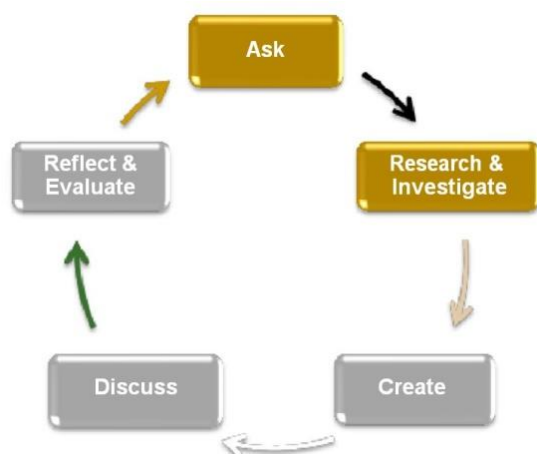 Ask
Research &
Investigate
Create
Discuss
Reflect &
Evaluate